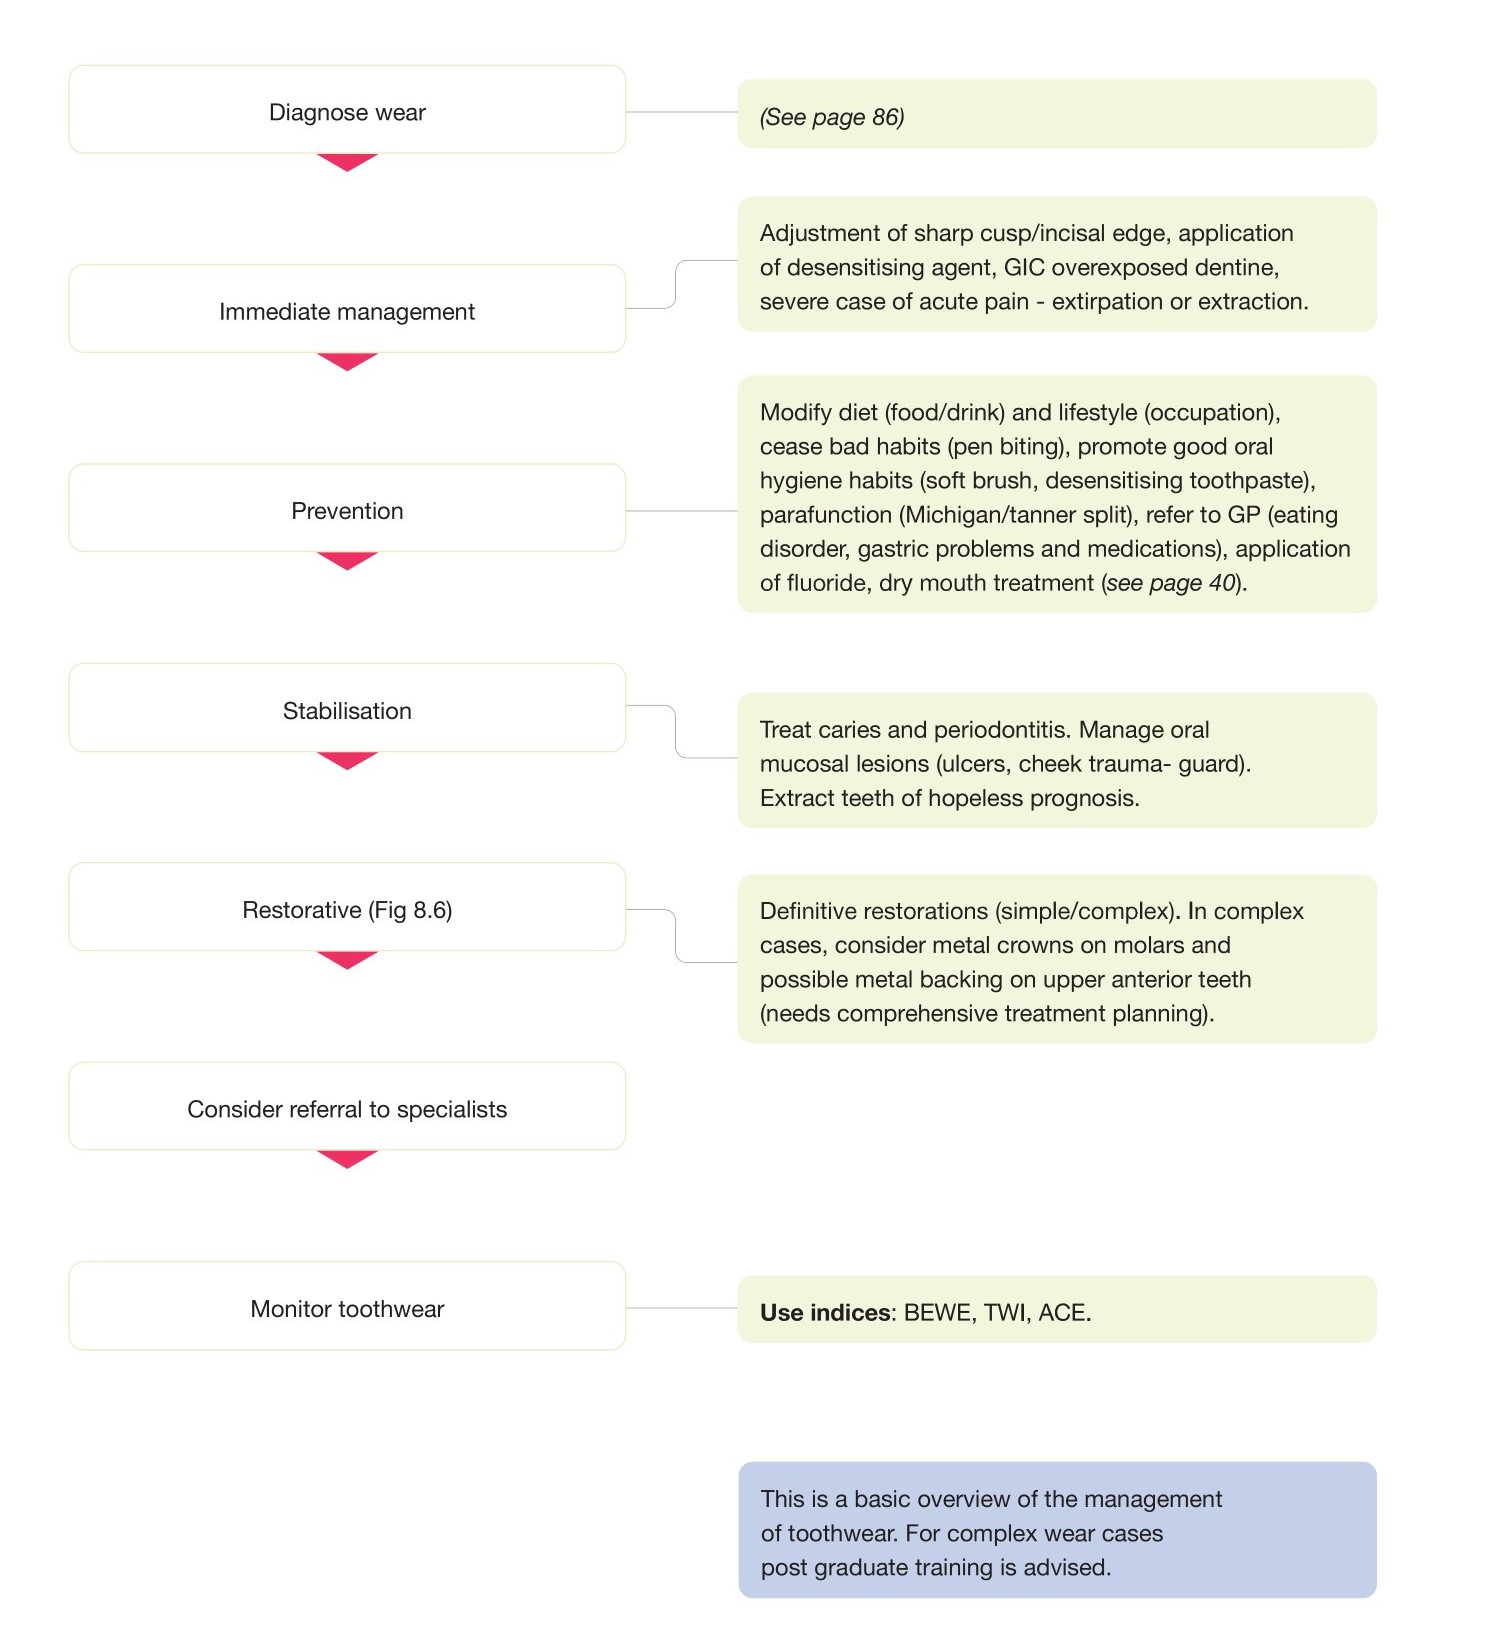 Diagnose wear
(See page 86)
Immediate management
Adjustment of sharp cusp/incisal edge, application
of desensitising agent, GIC overexposed dentine,
severe case of acute pain - extirpation or extraction.
Prevention
Modify diet (food/drink) and lifestyle (occupation),
cease bad habits (pen biting), promote good oral
hygiene habits (soft brush, desensitising toothpaste),
parafunction (Michigan/tanner split), refer to GP (eating
disorder, gastric problems and medications), application
of fluoride, dry mouth treatment (see page 40).
Stabilisation
Treat caries and periodontitis. Manage oral
mucosal lesions (ulcers, cheek trauma- guard).
Extract teeth of hopeless prognosis.
Restorative (Fig 8.6)
Definitive restorations (simple/complex). In complex
cases, consider metal crowns on molars and
possible metal backing on upper anterior teeth
(needs comprehensive treatment planning).
Consider referral to specialists
Monitor toothwear
Use indices: BEWE, TWI, ACE.
This is a basic overview of the management
of toothwear. For complex wear cases
post graduate training is advised.